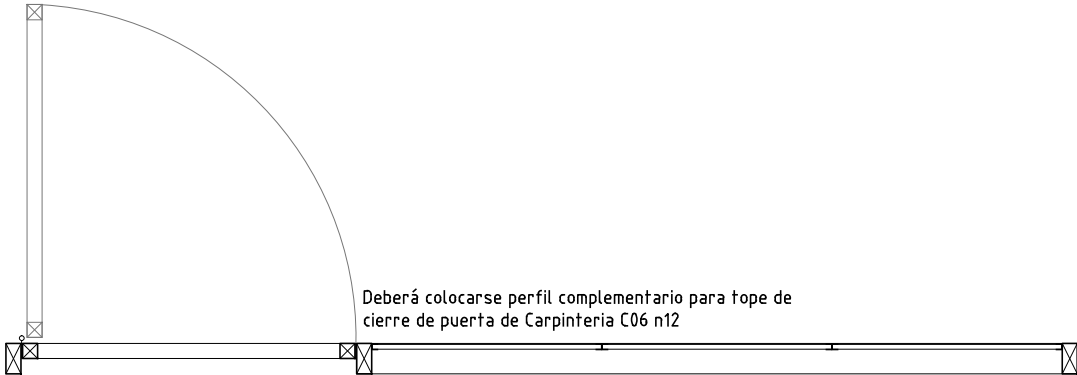 Deberá colocarse perfil complementario para tope de
cierre de puerta de Carpinteria C06 n12